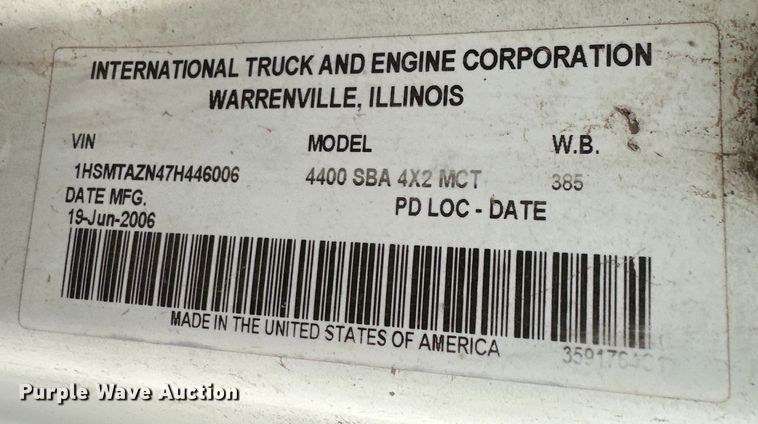 INTERNATIONAL TRUCK AND ENGINE CORPORATION
WARRENVILLE, ILLINOIS
VIN MODEL W.B.
1HSMTAZN47H446006 4400 SBA 4X2 MCT 385
DATE MFG. PD LOC - DATE
19-Jun-2006
MADE IN THE UNITED STATES OF AMERICA
Purple Wave Auction